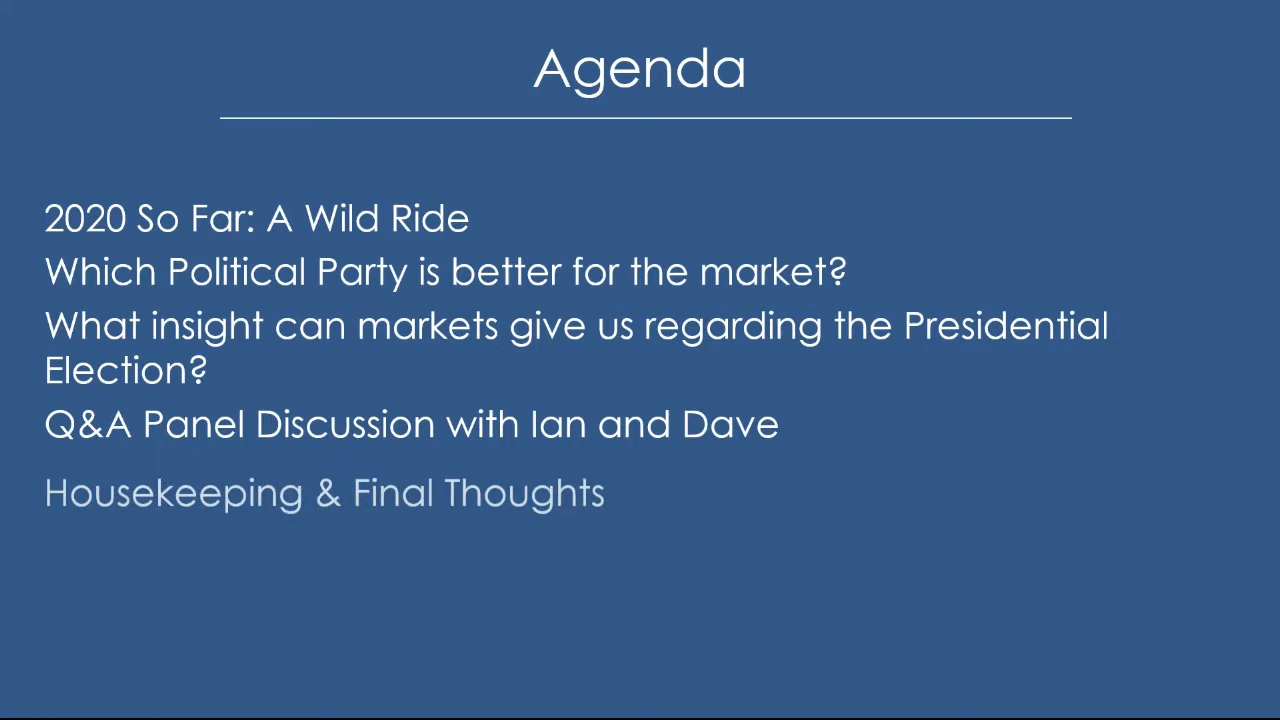 Agenda
2020 So Far: A Wild Ride
Which Political Party is better for the market?
What insight can markets give us regarding the Presidential
Election?
Q&A Panel Discussion with Ian and Dave
Housekeeping & Final Thoughts